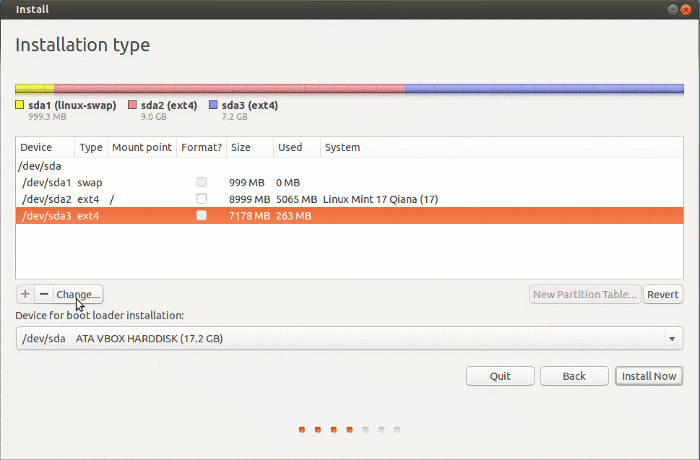 Install
Installation type
sda1 (linux-swap) sda2 (ext4) sda3 (ext4)
999.3 MB 9.0 GB 7.2 GB
Device Type Mount point Format? Size Used System
/dev/sda
/dev/sda1 swap 999 MB 0 MB
/dev/sda2 ext4 / 8999 MB 5065 MB Linux Mint 17 Qiana (17)
/dev/sda3 ext4 7178 MB 263 MB
+ − Change... New Partition Table... Revert
Device for boot loader installation:
/dev/sda ATA VBOX HARDDISK (17.2 GB)
Quit Back Install Now